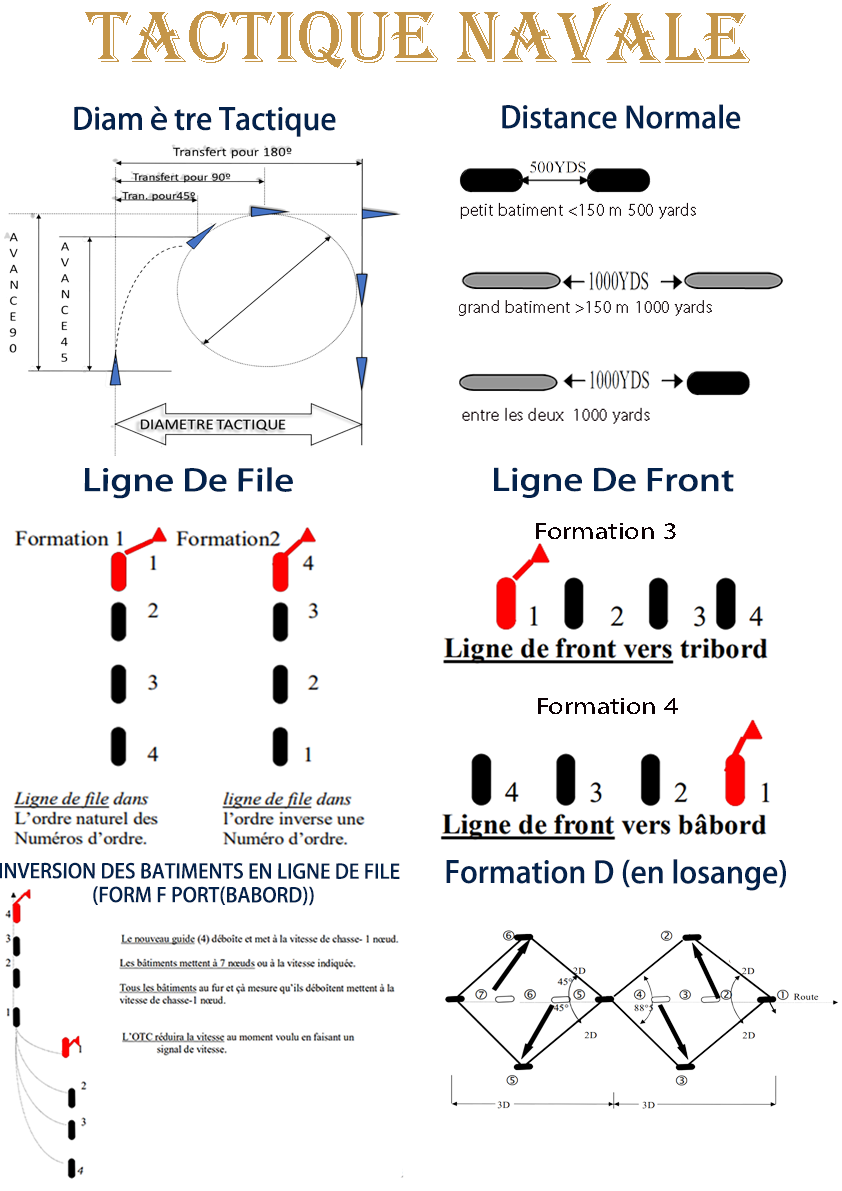 TACTIQUE NAVALE
Diam è tre Tactique
Transfert pour 180º
Transfert pour 90º
Tran. pour45º
AVANCE90
AVANCE45
DIAMETRE TACTIQUE
Distance Normale
500YDS
petit batiment <150 m 500 yards
1000YDS
grand batiment >150 m 1000 yards
1000YDS
entre les deux 1000 yards
Ligne De File
Formation 1
1
2
3
4
Ligne de file dans
L’ordre naturel des
Numéros d’ordre.
Formation2
4
3
2
1
ligne de file dans
l’ordre inverse une
Numéro d’ordre.
Ligne De Front
Formation 3
1 2 3 4
Ligne de front vers tribord
Formation 4
4 3 2 1
Ligne de front vers bâbord
INVERSION DES BATIMENTS EN LIGNE DE FILE
(FORM F PORT(BABORD))
4
3
2
1
1
2
3
4
Le nouveau guide (4) déboîte et met à la vitesse de chasse- 1 nœud.
Les bâtiments mettent à 7 nœuds ou à la vitesse indiquée.
Tous les bâtiments au fur et çà mesure qu’ils déboîtent mettent à la
vitesse de chasse-1 nœud.
L’OTC réduira la vitesse au moment voulu en faisant un
signal de vitesse.
Formation D (en losange)
⑥ ②
2D 2D
45°
⑦ ⑥ ⑤ ④ ③ ② ① Route
45° 88°5
2D 2D
⑤ ③
3D 3D